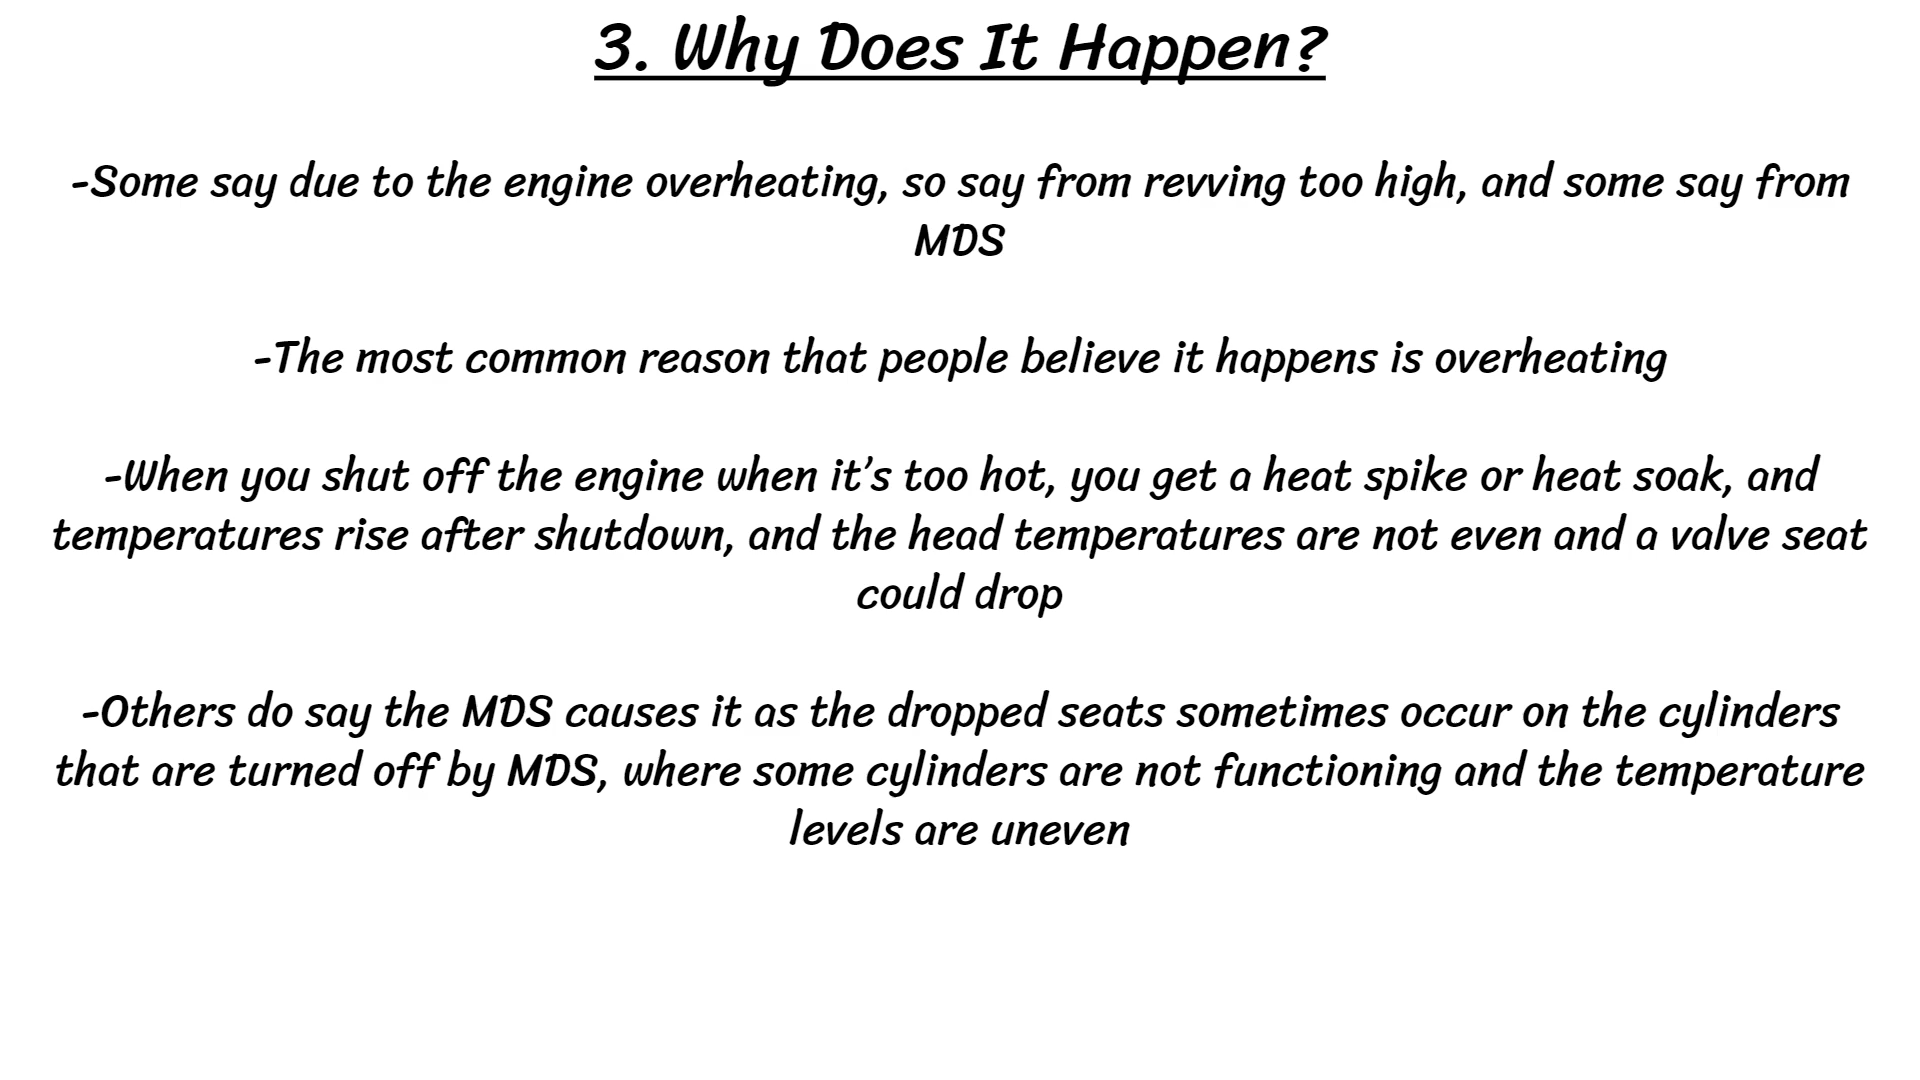 3. Why Does It Happen?
-Some say due to the engine overheating, so say from revving too high, and some say from
MDS
-The most common reason that people believe it happens is overheating
-When you shut off the engine when it's too hot, you get a heat spike or heat soak, and
temperatures rise after shutdown, and the head temperatures are not even and a valve seat
could drop
-Others do say the MDS causes it as the dropped seats sometimes occur on the cylinders
that are turned off by MDS, where some cylinders are not functioning and the temperature
levels are uneven